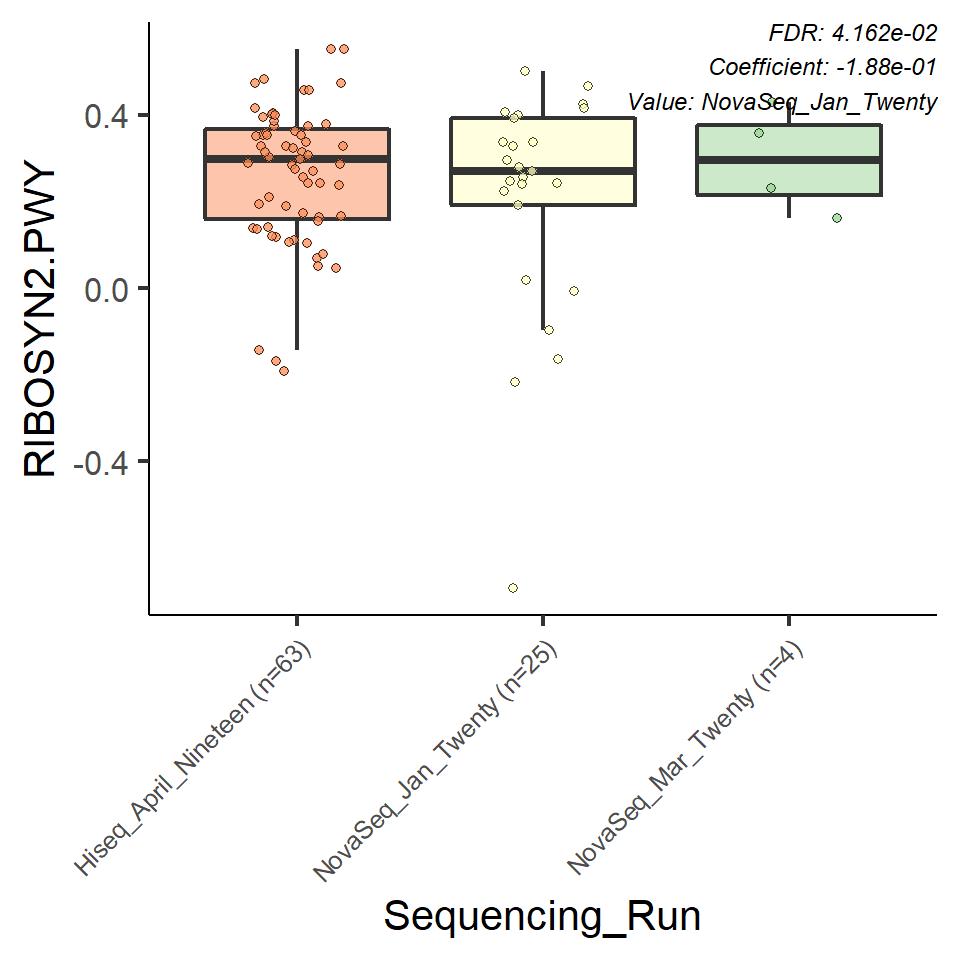 FDR: 4.162e-02
Coefficient: -1.88e-01
Value: NovaSeq_Jan_Twenty
RIBOSYN2.PWY
0.4
0.0
-0.4
Hiseq_April_Nineteen (n=63)
NovaSeq_Jan_Twenty (n=25)
NovaSeq_Mar_Twenty (n=4)
Sequencing_Run